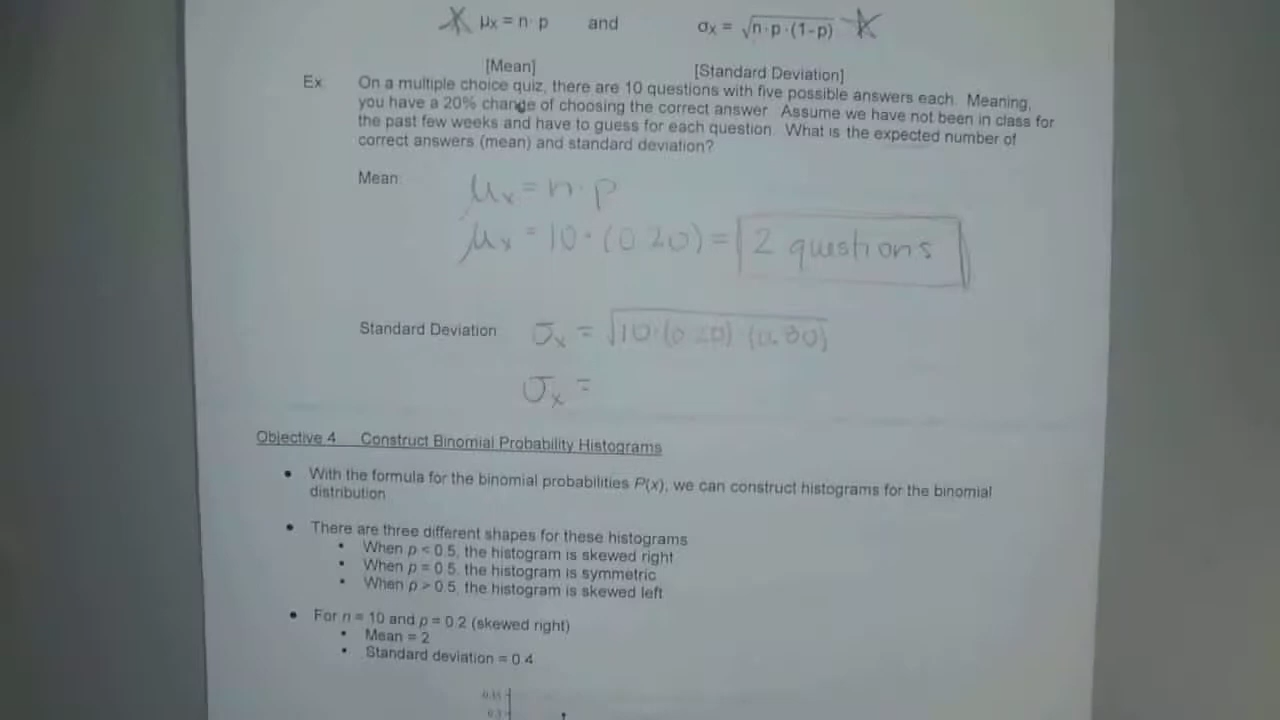 μx = n·p and σx = √n·p·(1-p)
[Mean] [Standard Deviation]
Ex. On a multiple choice quiz, there are 10 questions with five possible answers each. Meaning,
you have a 20% change of choosing the correct answer. Assume we have not been in class for
the past few weeks and have to guess for each question. What is the expected number of
correct answers (mean) and standard deviation?
Mean: μx = n·p
μx = 10·(0.20) = 2 questions
Standard Deviation: σx = √10·(0.20)·(0.80)
σx =
Objective 4 Construct Binomial Probability Histograms
• With the formula for the binomial probabilities P(x), we can construct histograms for the binomial
distribution
• There are three different shapes for these histograms
• When p < 0.5, the histogram is skewed right
• When p = 0.5, the histogram is symmetric
• When p > 0.5, the histogram is skewed left
• For n = 10 and p = 0.2 (skewed right)
• Mean = 2
• Standard deviation = 0.4
0.35
0.3